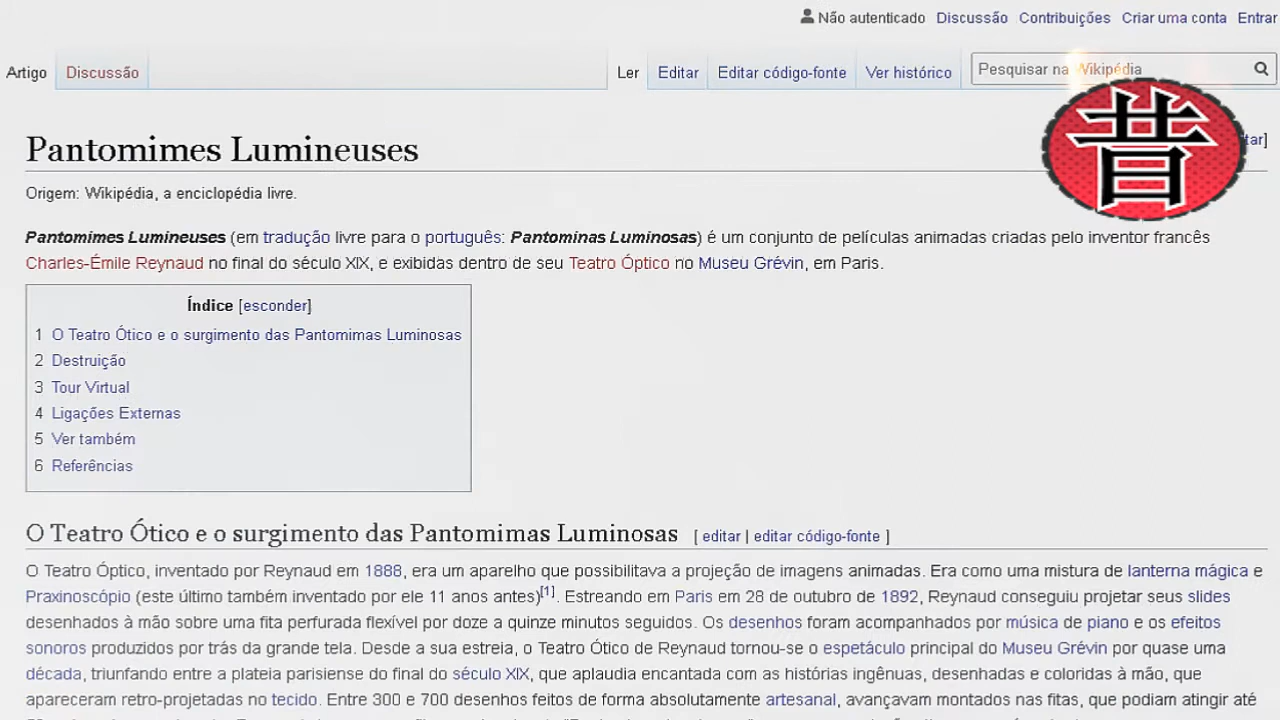 Não autenticado Discussão Contribuições Criar uma conta Entrar
Artigo Discussão Ler Editar Editar código-fonte Ver histórico Pesquisar na Wikipédia
昔
Pantomimes Lumineuses
Origem: Wikipédia, a enciclopédia livre.
Pantomimes Lumineuses (em tradução livre para o português: Pantominas Luminosas) é um conjunto de películas animadas criadas pelo inventor francês
Charles-Émile Reynaud no final do século XIX, e exibidas dentro de seu Teatro Óptico no Museu Grévin, em Paris.
Índice [esconder]
1 O Teatro Ótico e o surgimento das Pantomimas Luminosas
2 Destruição
3 Tour Virtual
4 Ligações Externas
5 Ver também
6 Referências
O Teatro Ótico e o surgimento das Pantomimas Luminosas [ editar | editar código-fonte ]
O Teatro Óptico, inventado por Reynaud em 1888, era um aparelho que possibilitava a projeção de imagens animadas. Era como uma mistura de lanterna mágica e
Praxinoscópio (este último também inventado por ele 11 anos antes)[1]. Estreando em Paris em 28 de outubro de 1892, Reynaud conseguiu projetar seus slides
desenhados à mão sobre uma fita perfurada flexível por doze a quinze minutos seguidos. Os desenhos foram acompanhados por música de piano e os efeitos
sonoros produzidos por trás da grande tela. Desde a sua estreia, o Teatro Ótico de Reynaud tornou-se o espetáculo principal do Museu Grévin por quase uma
década, triunfando entre a plateia parisiense do final do século XIX, que aplaudia encantada com as histórias ingênuas, desenhadas e coloridas à mão, que
apareceram retro-projetadas no tecido. Entre 300 e 700 desenhos feitos de forma absolutamente artesanal, avançavam montados nas fitas, que podiam atingir até